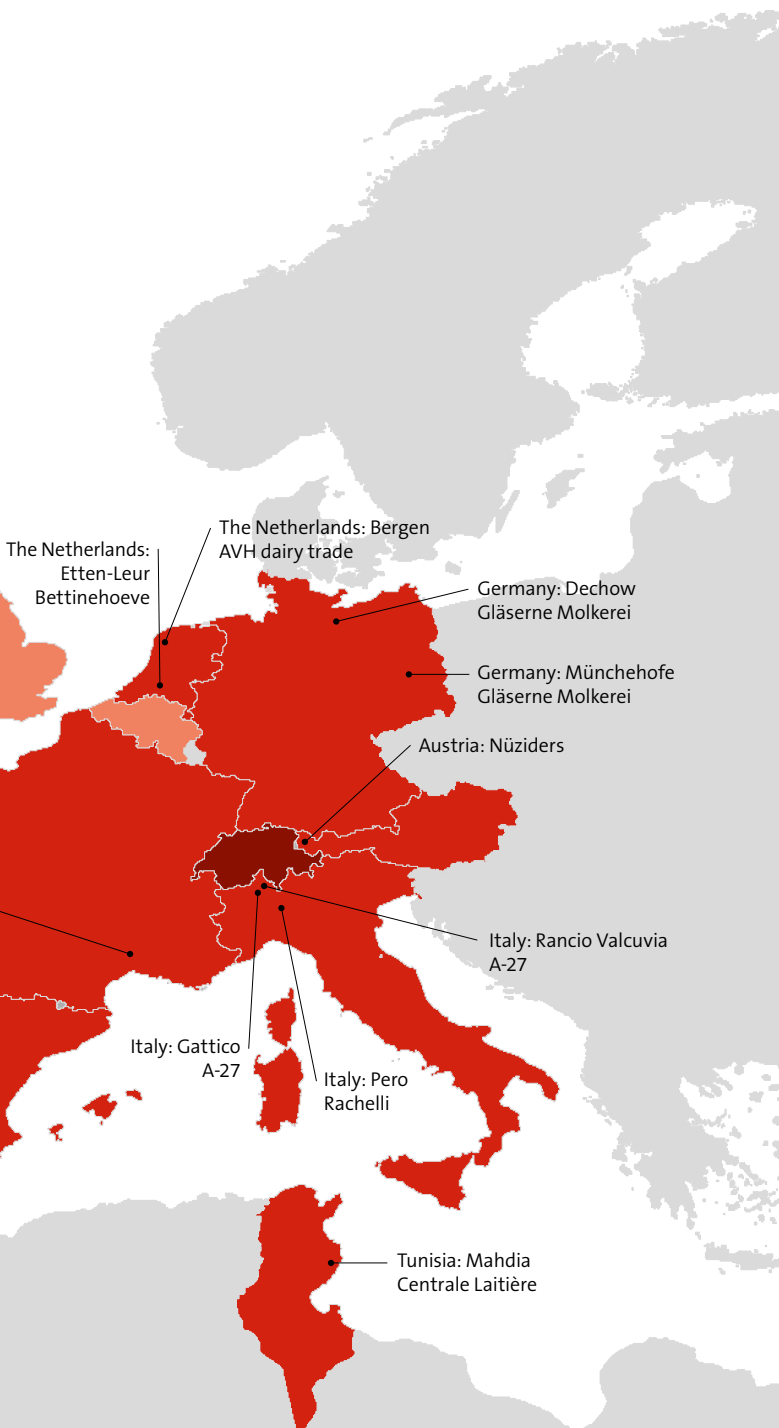 The Netherlands: Bergen
AVH dairy trade
The Netherlands:
Etten-Leur
Bettinehoeve
Germany: Dechow
Gläserne Molkerei
Germany: Münchehofe
Gläserne Molkerei
Austria: Nüziders
Italy: Rancio Valcuvia
A-27
Italy: Gattico
A-27
Italy: Pero
Rachelli
Tunisia: Mahdia
Centrale Laitière